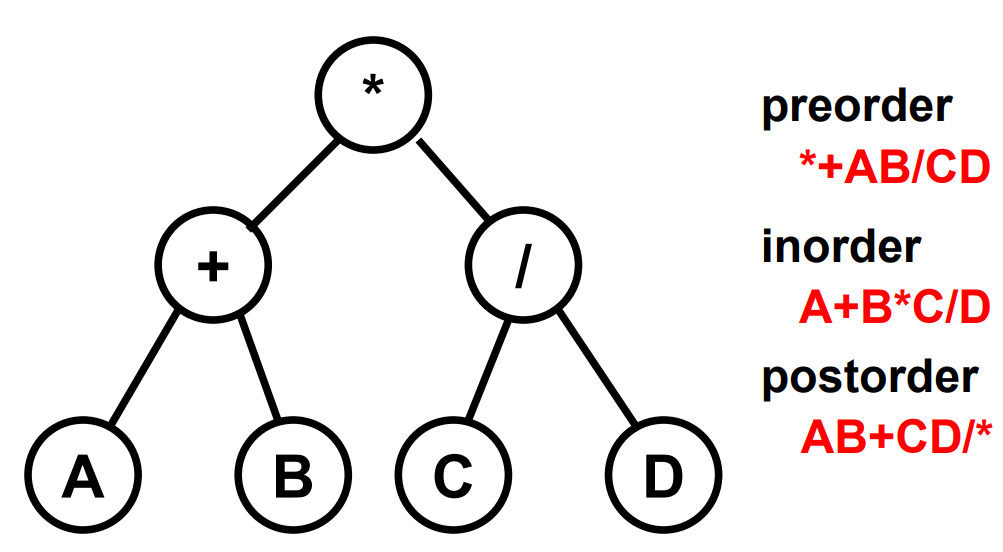 *
+
/
A
B
C
D
preorder
*+AB/CD
inorder
A+B*C/D
postorder
AB+CD/*